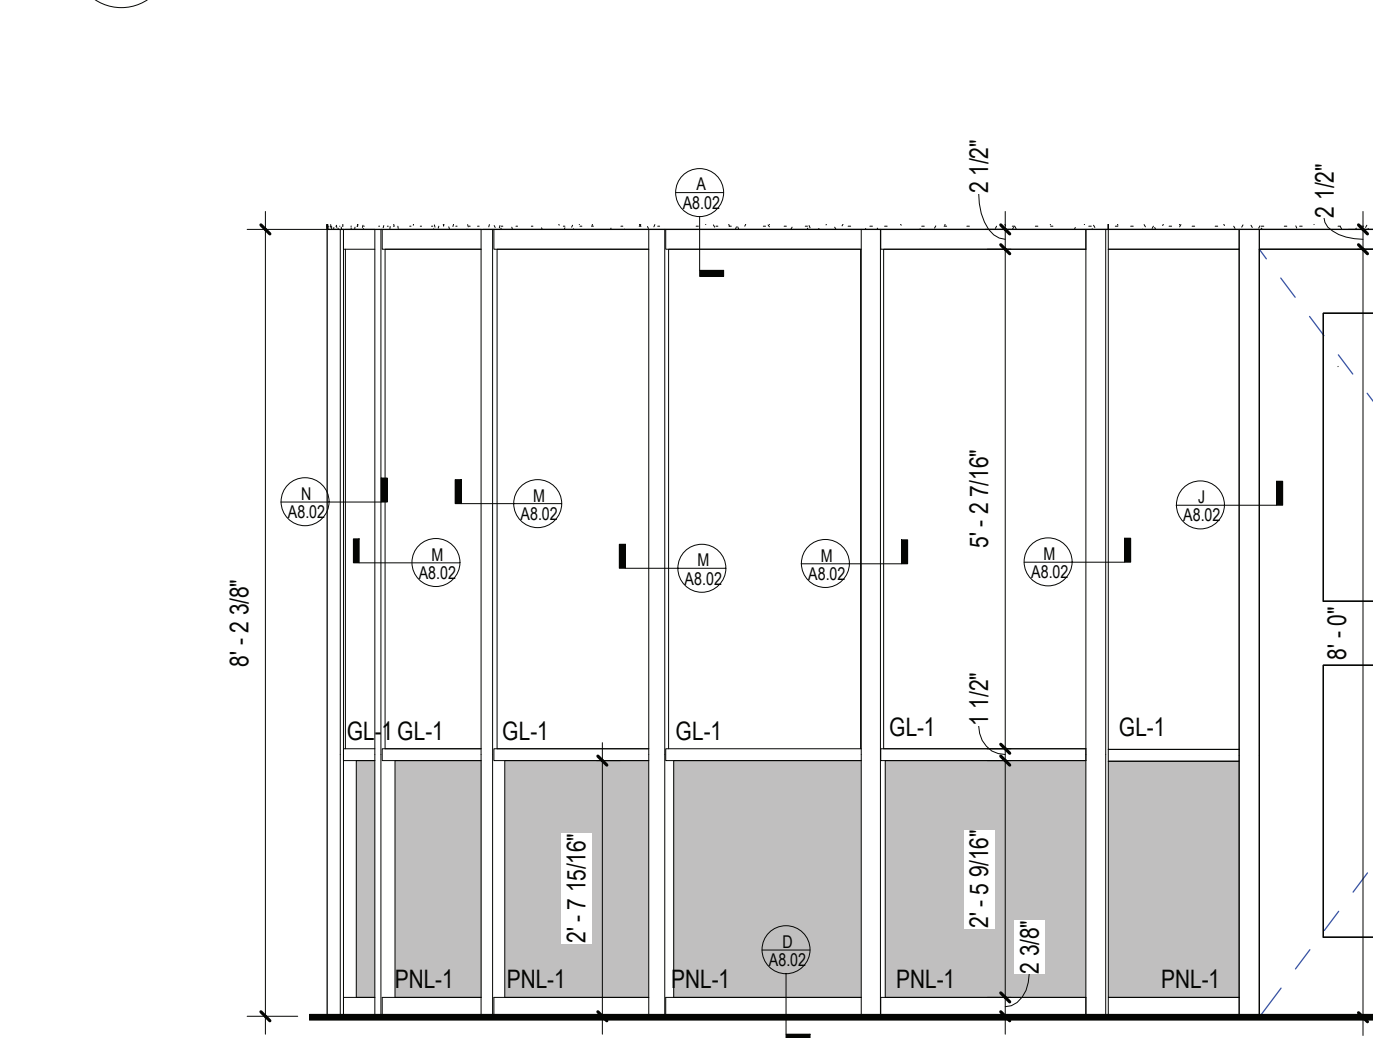 2 1/2"
2 1/2"
A
A8.02
5' - 2 7/16"
N
A8.02
M
A8.02
J
A8.02
M
A8.02
M
A8.02
M
A8.02
M
A8.02
8' - 2 3/8"
8' - 0"
1 1/2"
GL-1
GL-1
GL-1
GL-1
GL-1
GL-1
2' - 7 15/16"
2' - 5 9/16"
2 3/8"
D
A8.02
PNL-1
PNL-1
PNL-1
PNL-1
PNL-1